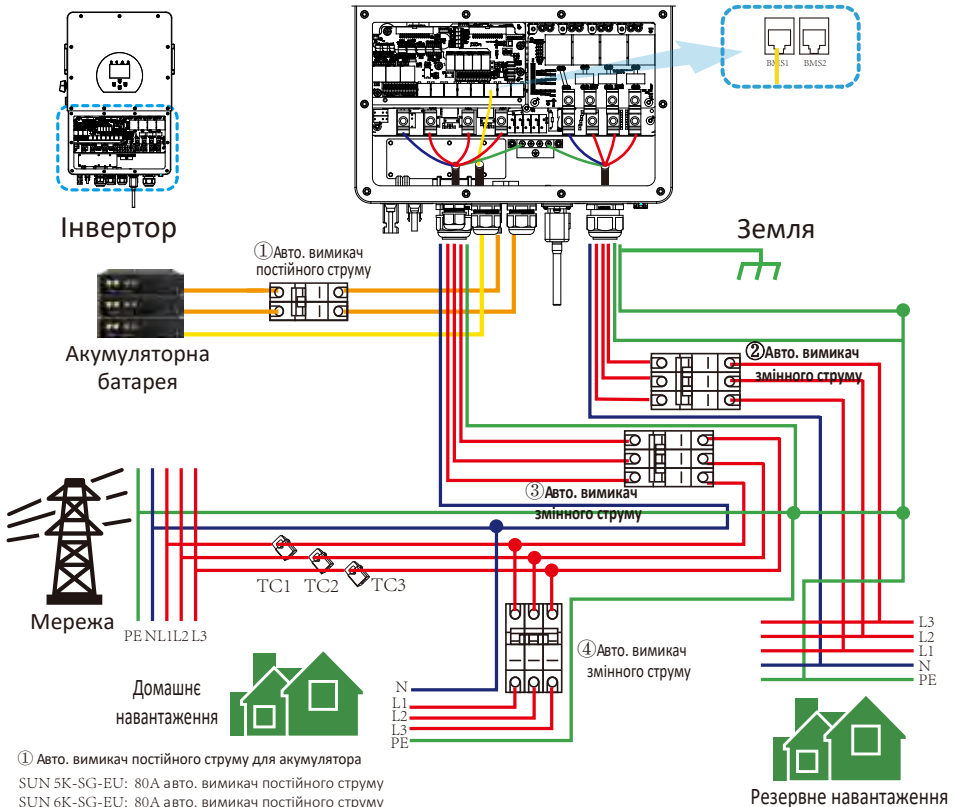 BMS1 BMS2
Інвертор
Земля
①Авто. вимикач
постійного струму
Акумуляторна
батарея
②Авто. вимикач
змінного струму
③Авто. вимикач
змінного струму
TC1 TC2 TC3
Мережа
PE N L1 L2 L3
④Авто. вимикач
змінного струму
L3
L2
L1
N
PE
Домашнє
навантаження
N
L1
L2
L3
PE
Резервне навантаження
① Авто. вимикач постійного струму для акумулятора
SUN 5K-SG-EU: 80A авто. вимикач постійного струму
SUN 6K-SG-EU: 80A авто. вимикач постійного струму